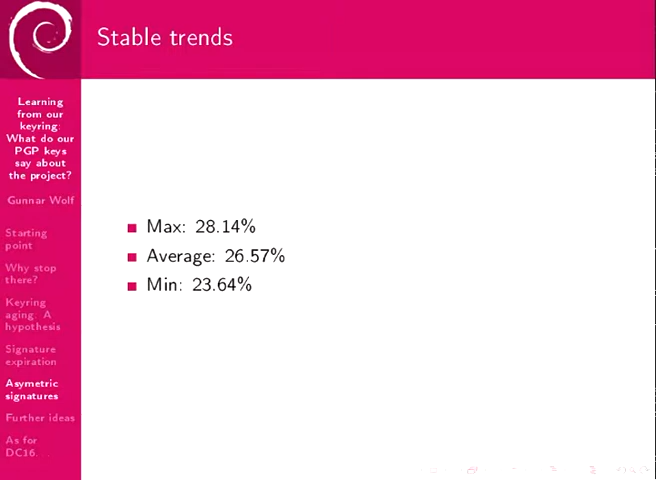 Stable trends
Learning
from our
keyring:
What do our
PGP keys
say about
the project?
Gunnar Wolf
Starting
point
Why stop
there?
Keyring
aging: A
hypothesis
Signature
expiration
Asymetric
signatures
Further ideas
As for
DC16. . .
Max: 28.14%
Average: 26.57%
Min: 23.64%